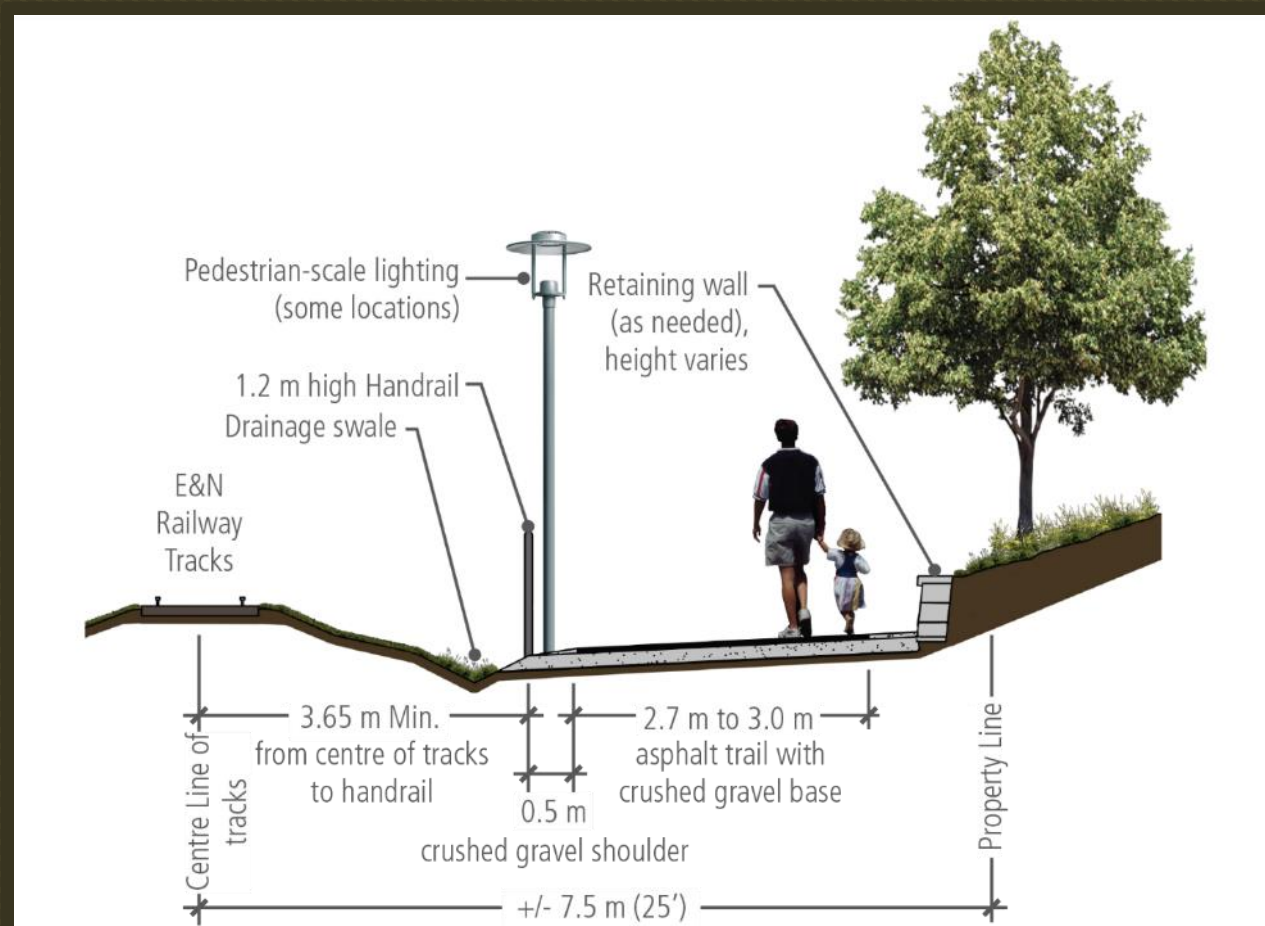 Pedestrian-scale lighting
(some locations)
Retaining wall
(as needed),
height varies
1.2 m high Handrail
Drainage swale
E&N
Railway
Tracks
3.65 m Min.
from centre of tracks
to handrail
2.7 m to 3.0 m
asphalt trail with
crushed gravel base
0.5 m
crushed gravel shoulder
Centre Line of
tracks
Property Line
+/- 7.5 m (25’)